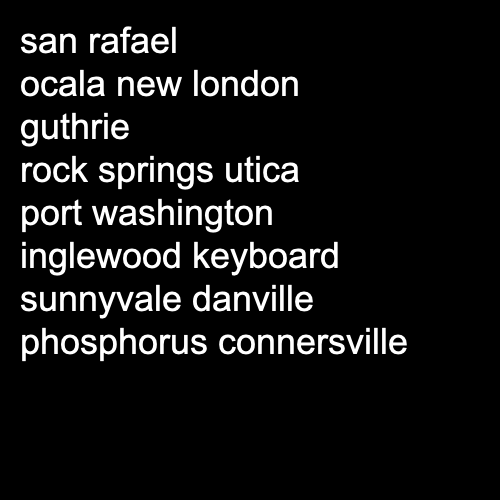 san rafael
ocala new london
guthrie
rock springs utica
port washington
inglewood keyboard
sunnyvale danville
phosphorus connersville